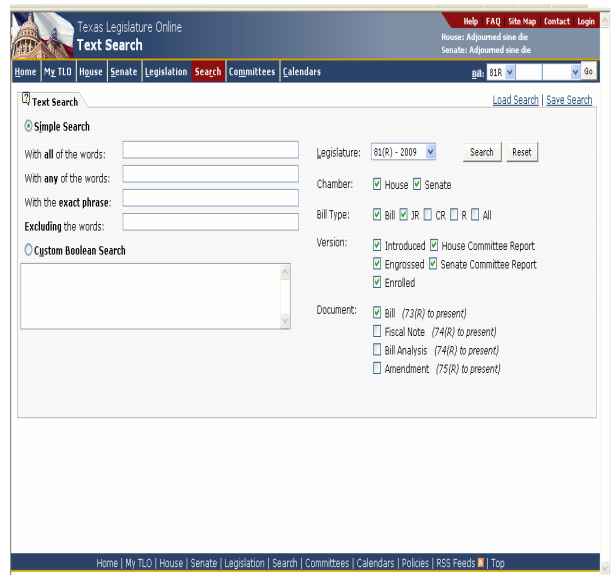 Texas Legislature Online
Text Search
Help | FAQ | Site Map | Contact | Login
House: Adjourned sine die
Senate: Adjourned sine die
Home | My TLO | House | Senate | Legislation | Search | Committees | Calendars
Bill: 81R Go
Text Search
Load Search | Save Search
Simple Search
With all of the words:
With any of the words:
With the exact phrase:
Excluding the words:
Custom Boolean Search
Legislature: 81(R) - 2009 Search Reset
Chamber: House Senate
Bill Type: Bill JR CR R All
Version: Introduced House Committee Report
Engrossed Senate Committee Report
Enrolled
Document: Bill (73(R) to present)
Fiscal Note (74(R) to present)
Bill Analysis (74(R) to present)
Amendment (75(R) to present)
Home | My TLO | House | Senate | Legislation | Search | Committees | Calendars | Policies | RSS Feeds | Top